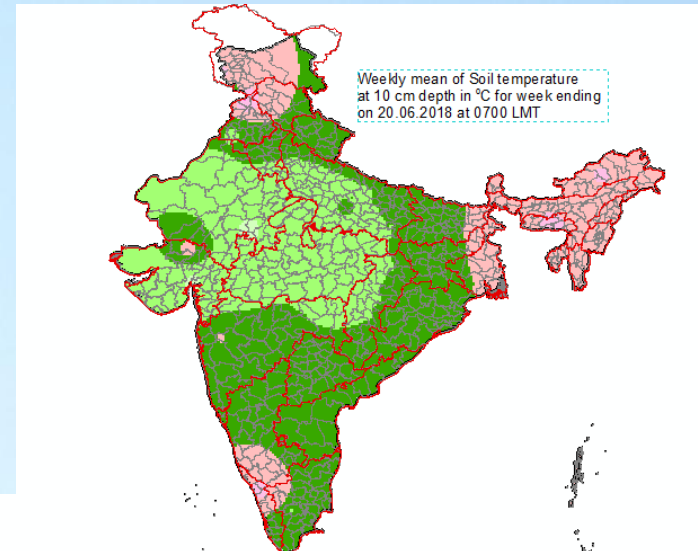 Weekly mean of Soil temperature
at 10 cm depth in °C for week ending
on 20.06.2018 at 0700 LMT